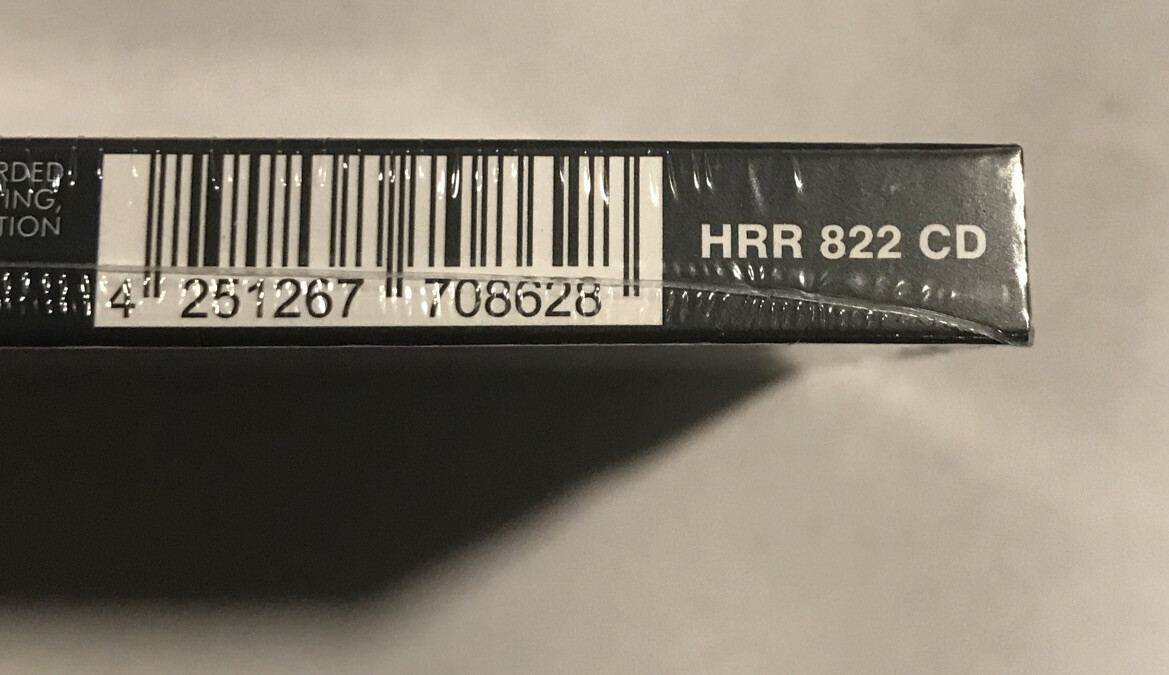 RDED
ING,
TION
4 251267 708628
HRR 822 CD